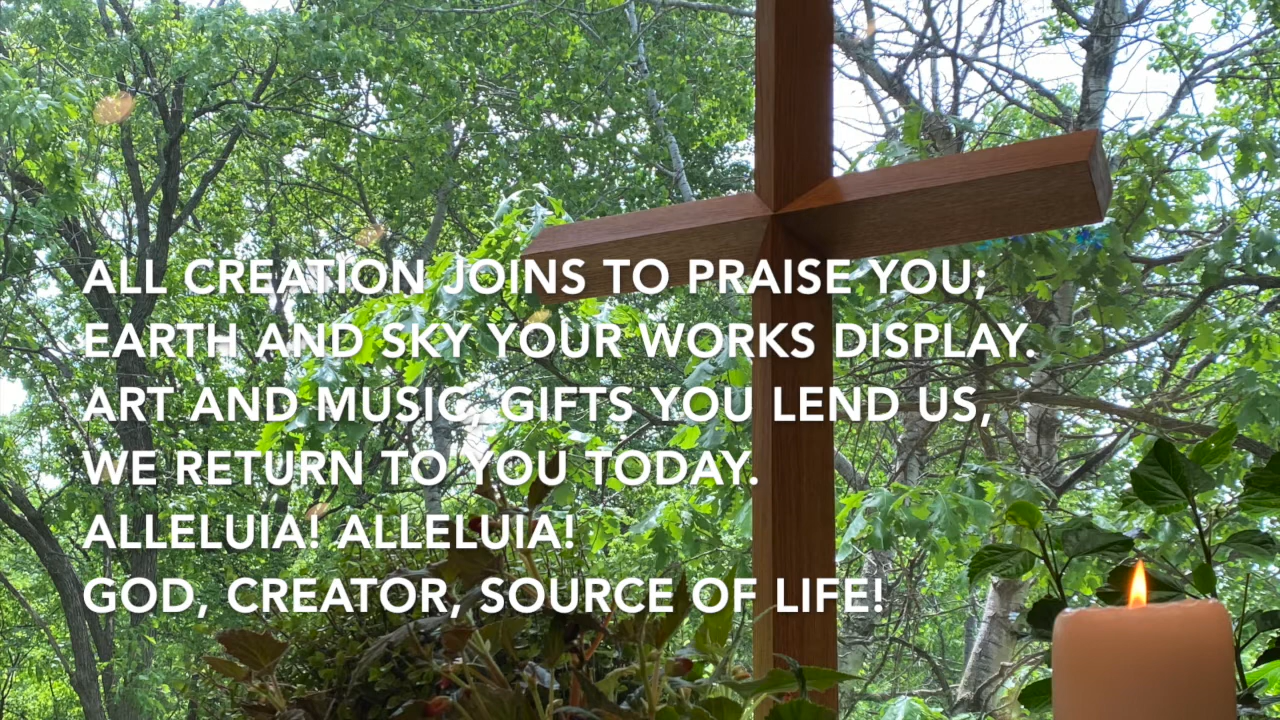 ALL CREATION JOINS TO PRAISE YOU;
EARTH AND SKY YOUR WORKS DISPLAY.
ART AND MUSIC, GIFTS YOU LEND US,
WE RETURN TO YOU TODAY.
ALLELUIA! ALLELUIA!
GOD, CREATOR, SOURCE OF LIFE!